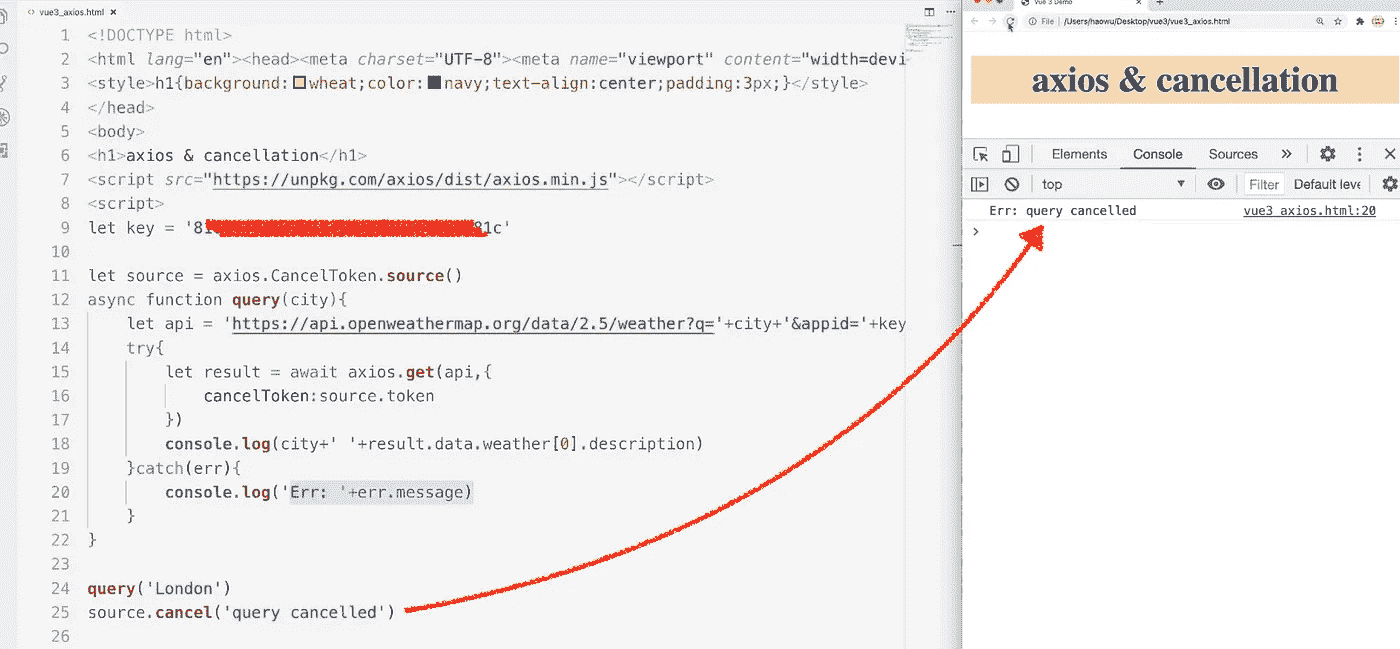 vue3_axios.html ×
1 <!DOCTYPE html>
2 <html lang="en"><head><meta charset="UTF-8"><meta name="viewport" content="width=devi
3 <style>h1{background:wheat;color:navy;text-align:center;padding:3px;}</style>
4 </head>
5 <body>
6 <h1>axios & cancellation</h1>
7 <script src="https://unpkg.com/axios/dist/axios.min.js"></script>
8 <script>
9 let key = '81 81c'
10
11 let source = axios.CancelToken.source()
12 async function query(city){
13 let api = 'https://api.openweathermap.org/data/2.5/weather?q='+city+'&appid='+key
14 try{
15 let result = await axios.get(api,{
16 cancelToken:source.token
17 })
18 console.log(city+' '+result.data.weather[0].description)
19 }catch(err){
20 console.log('Err: '+err.message)
21 }
22 }
23
24 query('London')
25 source.cancel('query cancelled')
26
Vue 3 Demo
File /Users/haowu/Desktop/vue3/vue3_axios.html
axios & cancellation
Elements Console Sources »
top Filter Default leve
Err: query cancelled vue3_axios.html:20